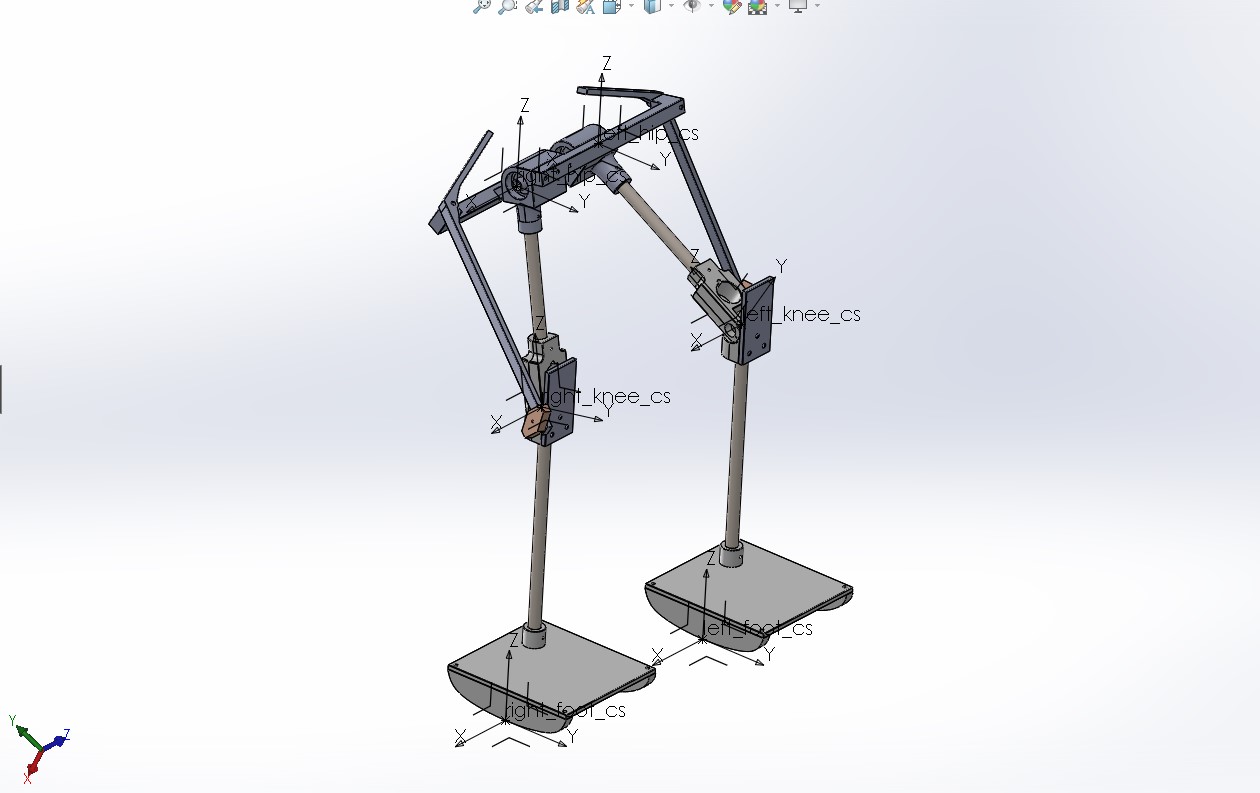 Z
Z
left_hip_cs
Y
right_hip_cs
X
Y
X
Z
Y
left_knee_cs
Z
X
right_knee_cs
Y
X
Z
left_foot_cs
Z
X
Y
right_foot_cs
X
Y
Y
Z
X